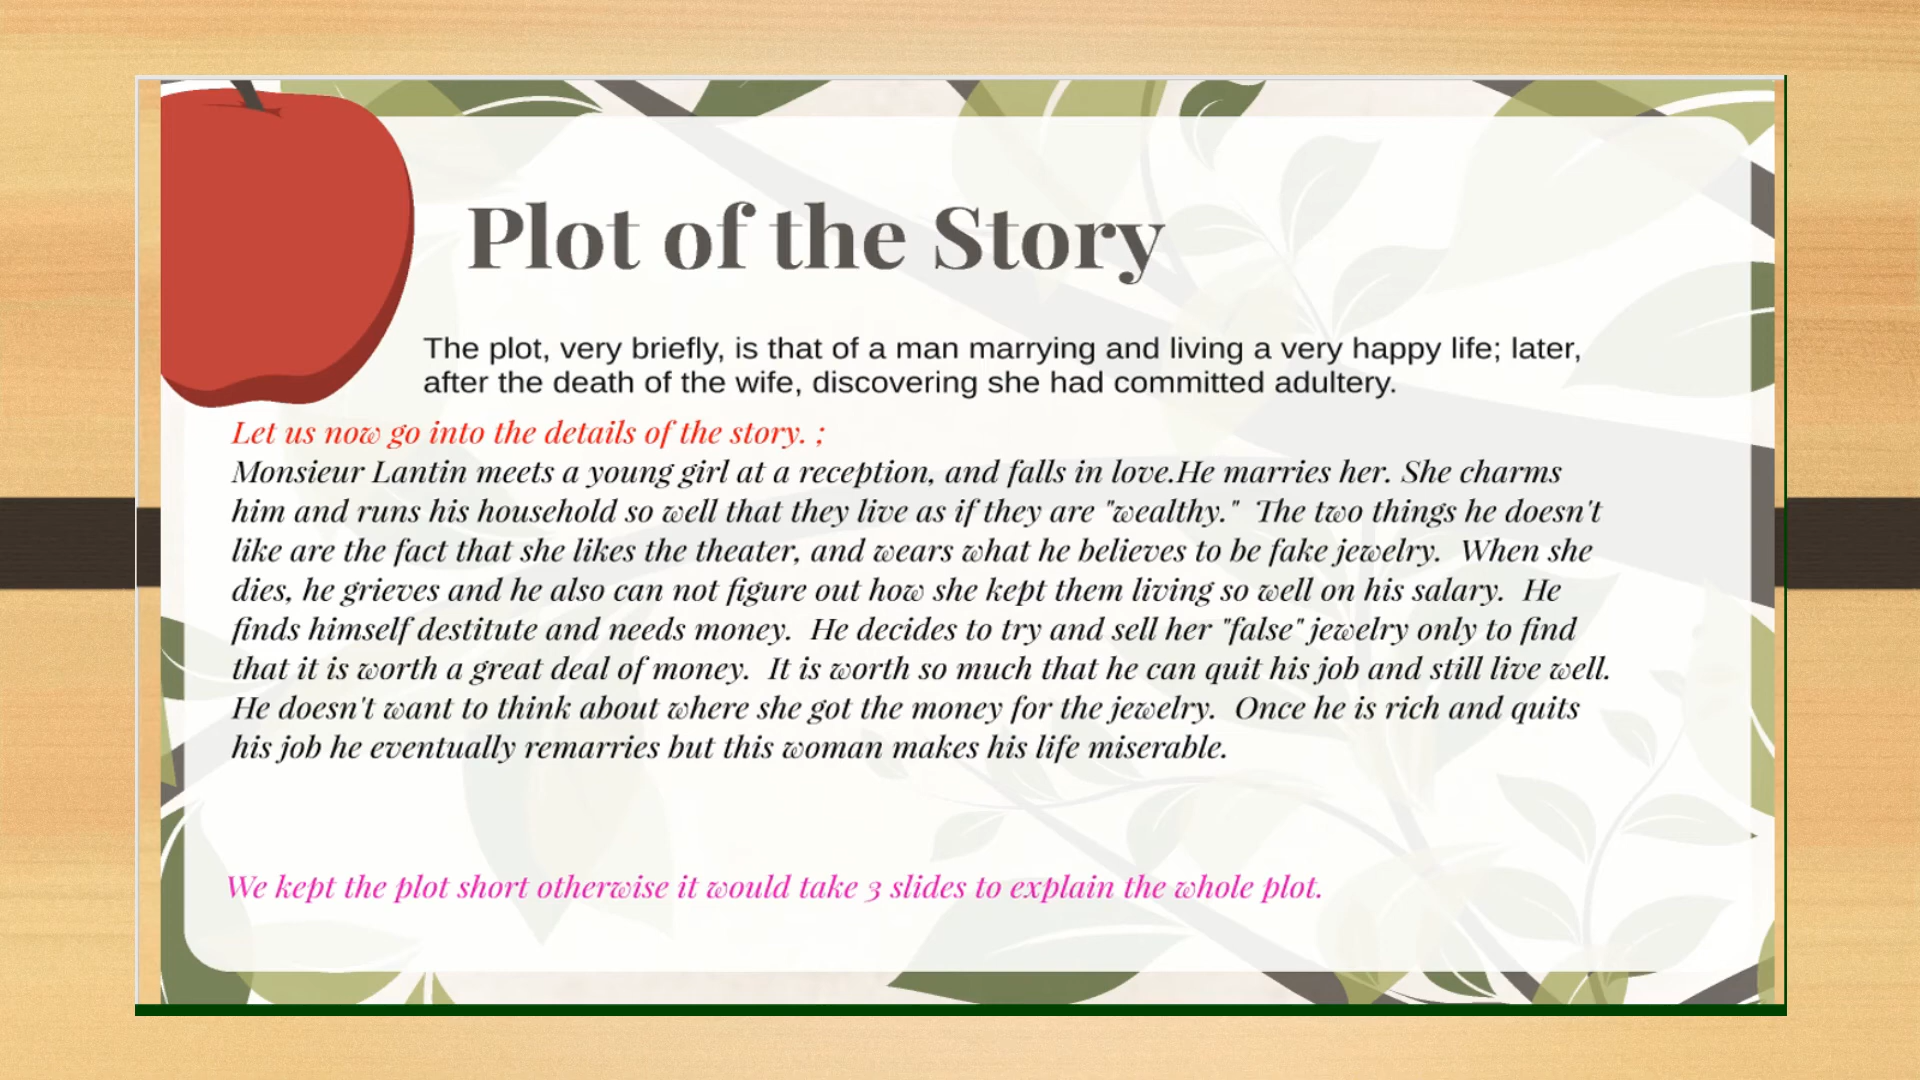 Plot of the Story
The plot, very briefly, is that of a man marrying and living a very happy life; later,
after the death of the wife, discovering she had committed adultery.
Let us now go into the details of the story. ;
Monsieur Lantin meets a young girl at a reception, and falls in love.He marries her. She charms
him and runs his household so well that they live as if they are "wealthy." The two things he doesn't
like are the fact that she likes the theater, and wears what he believes to be fake jewelry. When she
dies, he grieves and he also can not figure out how she kept them living so well on his salary. He
finds himself destitute and needs money. He decides to try and sell her "false" jewelry only to find
that it is worth a great deal of money. It is worth so much that he can quit his job and still live well.
He doesn't want to think about where she got the money for the jewelry. Once he is rich and quits
his job he eventually remarries but this woman makes his life miserable.
We kept the plot short otherwise it would take 3 slides to explain the whole plot.